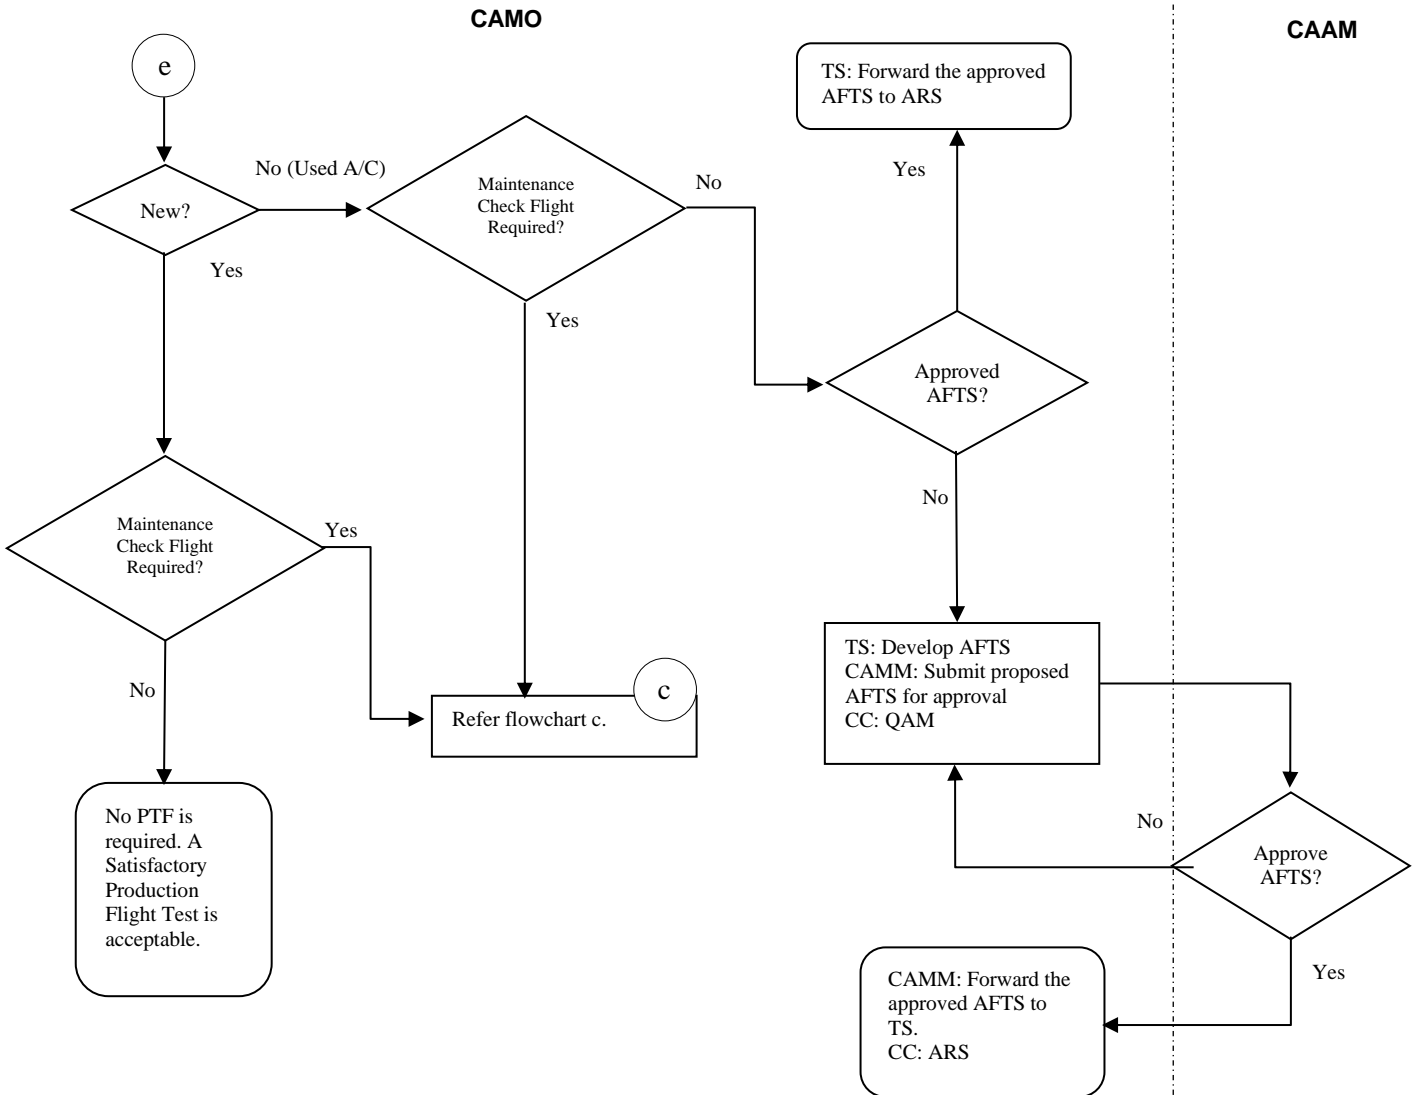 CAMO
CAAM
e
TS: Forward the approved
AFTS to ARS
No (Used A/C)
Maintenance
Check Flight
Required?
No
Yes
New?
Yes
Yes
Approved
AFTS?
No
Maintenance
Check Flight
Required?
Yes
No
TS: Develop AFTS
CAMM: Submit proposed
AFTS for approval
CC: QAM
c
Refer flowchart c.
No PTF is
required. A
Satisfactory
Production
Flight Test is
acceptable.
No
Approve
AFTS?
Yes
CAMM: Forward the
approved AFTS to
TS.
CC: ARS